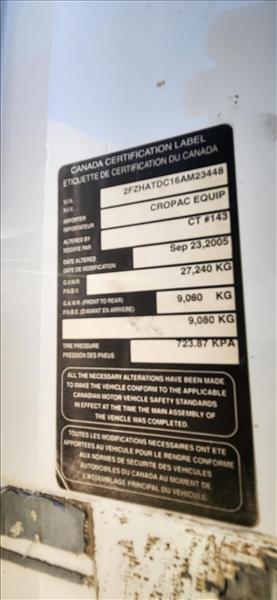 CANADA CERTIFICATION LABEL
ETIQUETTE DE CERTIFICATION DU CANADA
V.I.N.
N.I.V. 2FZHATDC16AM23448
IMPORTER
IMPORTATEUR CROPAC EQUIP
ALTERED BY
MODIFIE PAR CT #143
DATE ALTERED
DATE DE MODIFICATION Sep 23,2005
G.V.W.R.
P.N.B.V. 27,240 KG
G.A.W.R. (FRONT TO REAR)
P.N.B.E. (D'AVANT EN ARRIERE) 9,080 KG
9,080 KG
TIRE PRESSURE
PRESSION DES PNEUS 723.87 KPA
ALL THE NECESSARY ALTERATIONS HAVE BEEN MADE
TO MAKE THE VEHICLE CONFORM TO THE APPLICABLE
CANADIAN MOTOR VEHICLE SAFETY STANDARDS
IN EFFECT AT THE TIME THE MAIN ASSEMBLY OF
THE VEHICLE WAS COMPLETED.
TOUTES LES MODIFICATIONS NECESSAIRES ONT ETE
APPORTEES AU VEHICULE POUR LE RENDRE CONFORME
AUX NORMES DE SECURITE DES VEHICULES
AUTOMOBILES DU CANADA AU MOMENT DE
L'ASSEMBLAGE PRINCIPAL DU VEHICULE.